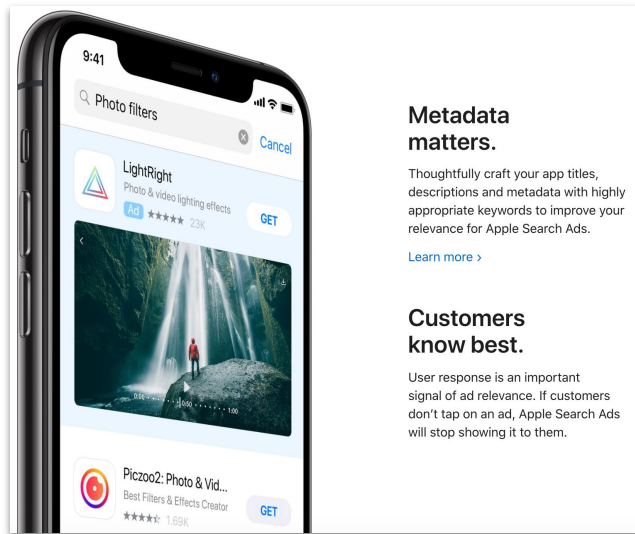 9:41
Photo filters
Cancel
LightRight
Photo & video lighting effects
Ad ★★★★★ 23K
GET
0:00 0:50 1:00
Piczoo2: Photo & Vid...
Best Filters & Effects Creator
★★★★⯪ 1.69K
GET
Metadata
matters.
Thoughtfully craft your app titles,
descriptions and metadata with highly
appropriate keywords to improve your
relevance for Apple Search Ads.
Learn more >
Customers
know best.
User response is an important
signal of ad relevance. If customers
don't tap on an ad, Apple Search Ads
will stop showing it to them.